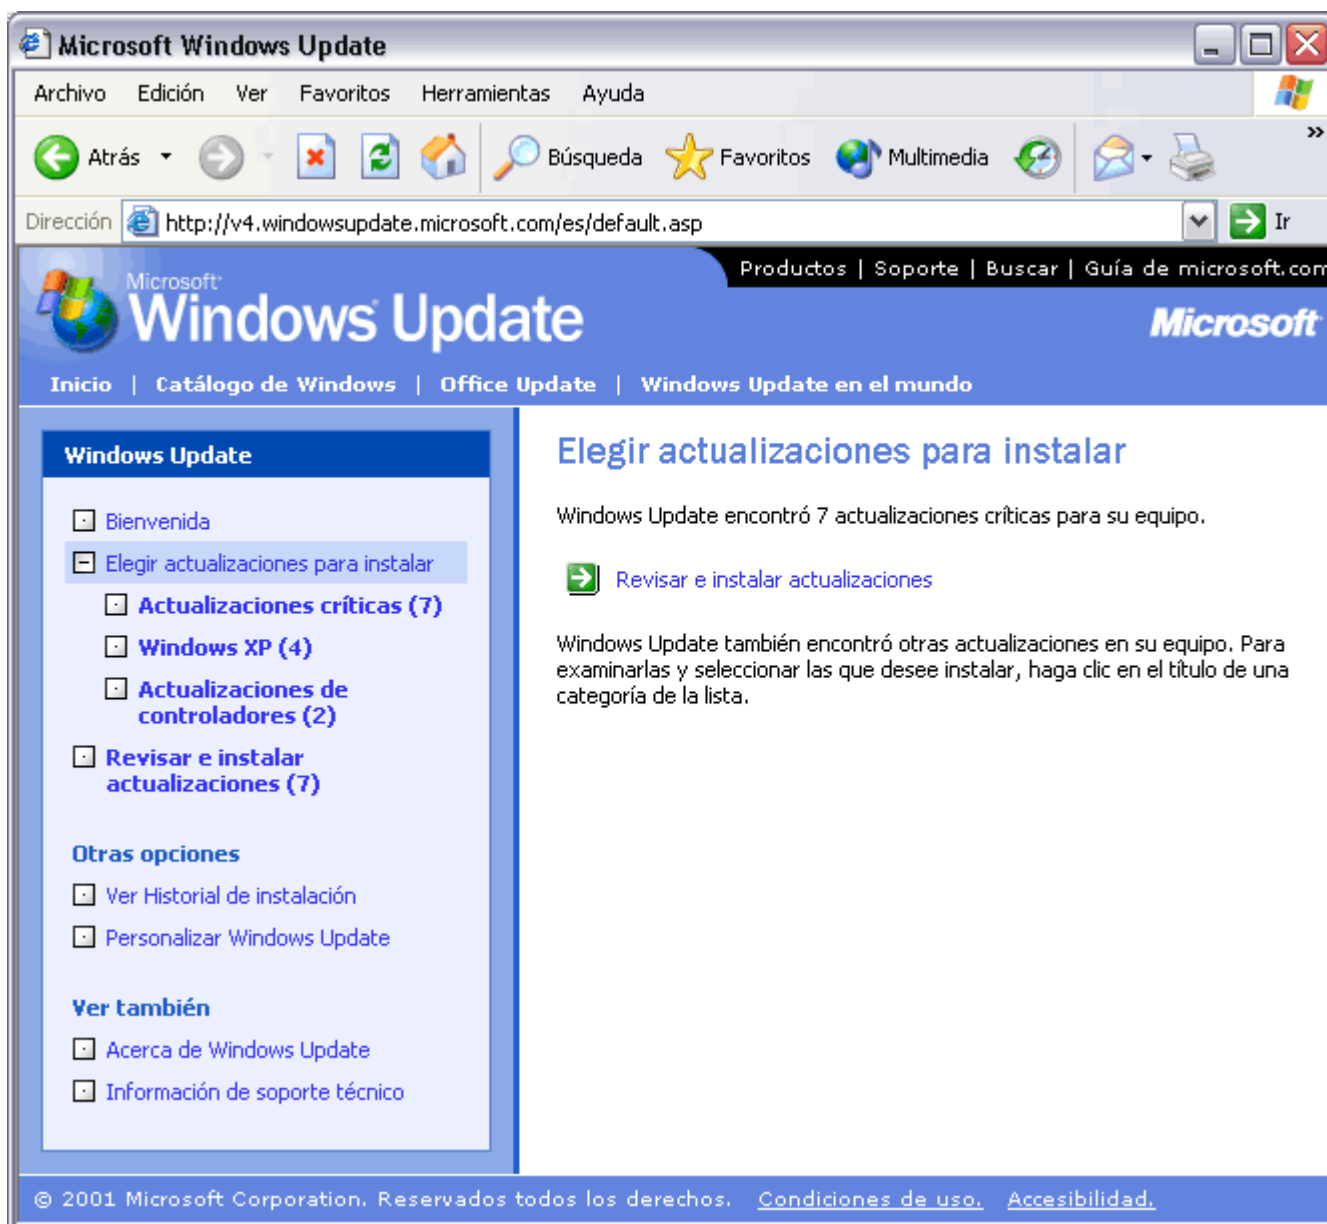 Microsoft Windows Update
Archivo Edición Ver Favoritos Herramientas Ayuda
Atrás Búsqueda Favoritos Multimedia
Dirección http://v4.windowsupdate.microsoft.com/es/default.asp Ir
Productos | Soporte | Buscar | Guía de microsoft.com
Microsoft
Windows Update
Microsoft
Inicio | Catálogo de Windows | Office Update | Windows Update en el mundo
Windows Update
Bienvenida
Elegir actualizaciones para instalar
Actualizaciones críticas (7)
Windows XP (4)
Actualizaciones de
controladores (2)
Revisar e instalar
actualizaciones (7)
Otras opciones
Ver Historial de instalación
Personalizar Windows Update
Ver también
Acerca de Windows Update
Información de soporte técnico
Elegir actualizaciones para instalar
Windows Update encontró 7 actualizaciones críticas para su equipo.
Revisar e instalar actualizaciones
Windows Update también encontró otras actualizaciones en su equipo. Para
examinarlas y seleccionar las que desee instalar, haga clic en el título de una
categoría de la lista.
© 2001 Microsoft Corporation. Reservados todos los derechos. Condiciones de uso. Accesibilidad.